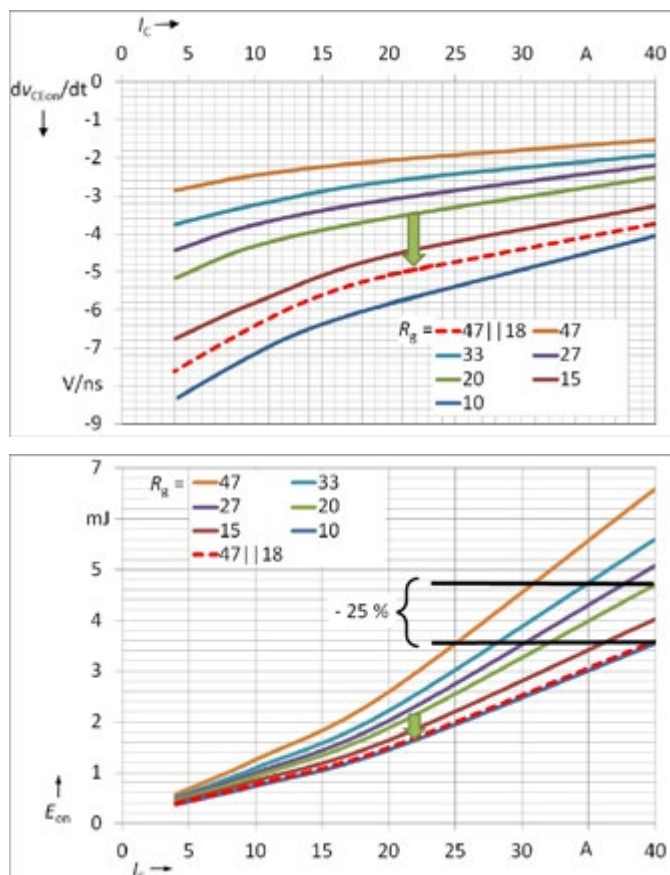 I_C →
0 5 10 15 20 25 30 A 40
0
dv_CEon/dt
↓
-1
-2
-3
-4
-5
-6
-7
V/ns
-9
R_g = 47||18 47
33 27
20 15
10
7
R_g = 47 33
mJ
27 20
15 10
47||18
5
- 25 %
4
3
2
1
↑
E_on
0
0 5 10 15 20 25 30 A 40
I_C →